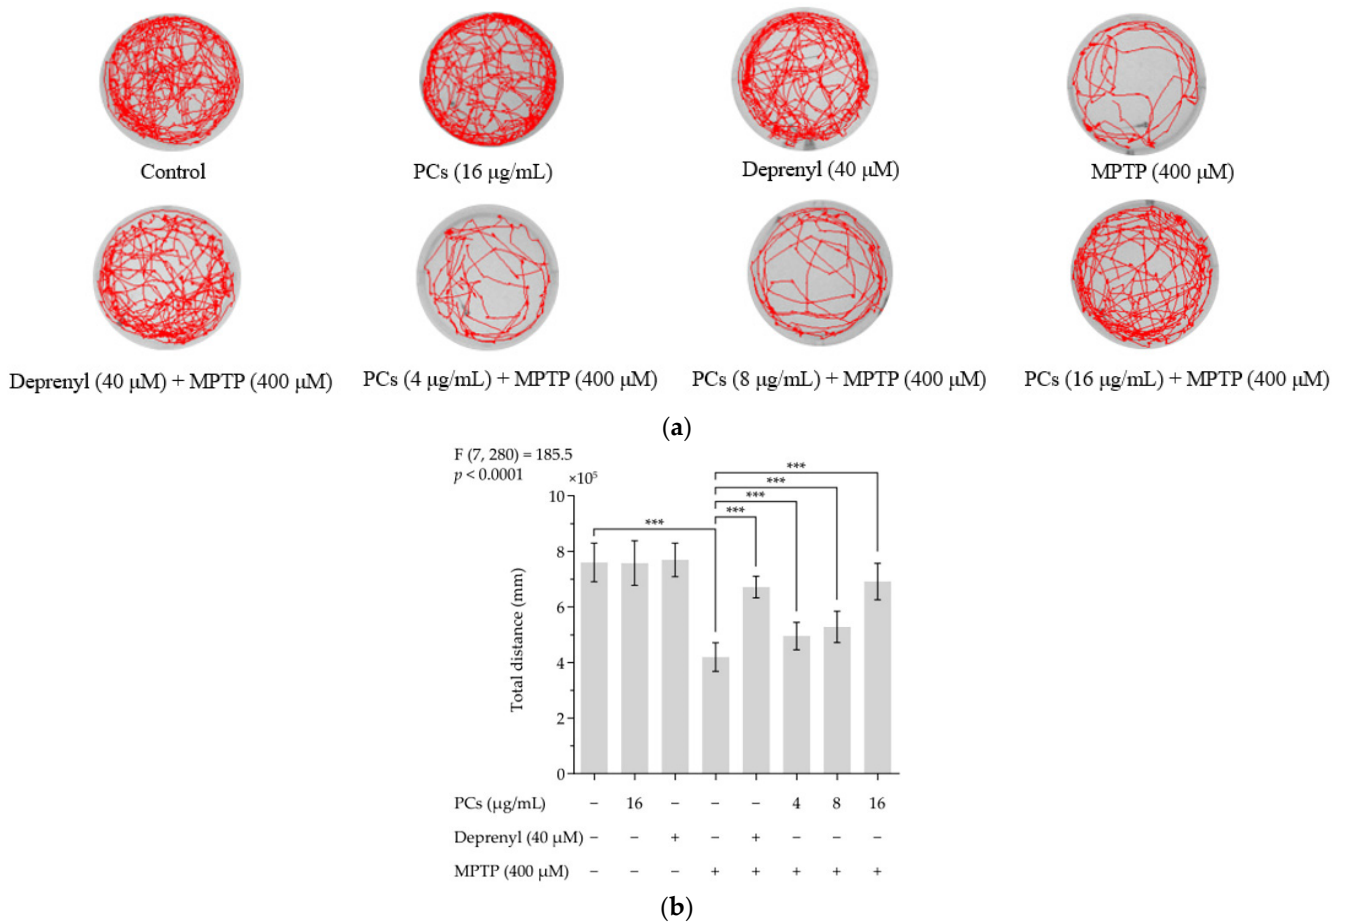 Control PCs (16 μg/mL) Deprenyl (40 μM) MPTP (400 μM)
Deprenyl (40 μM) + MPTP (400 μM) PCs (4 μg/mL) + MPTP (400 μM) PCs (8 μg/mL) + MPTP (400 μM) PCs (16 μg/mL) + MPTP (400 μM)
(a)
F (7, 280) = 185.5
p < 0.0001
×10⁵
***
***
***
***
***
10
8
6
4
2
0
Total distance (mm)
PCs (μg/mL) − 16 − − − 4 8 16
Deprenyl (40 μM) − − + − + − − −
MPTP (400 μM) − − − + + + + +
(b)